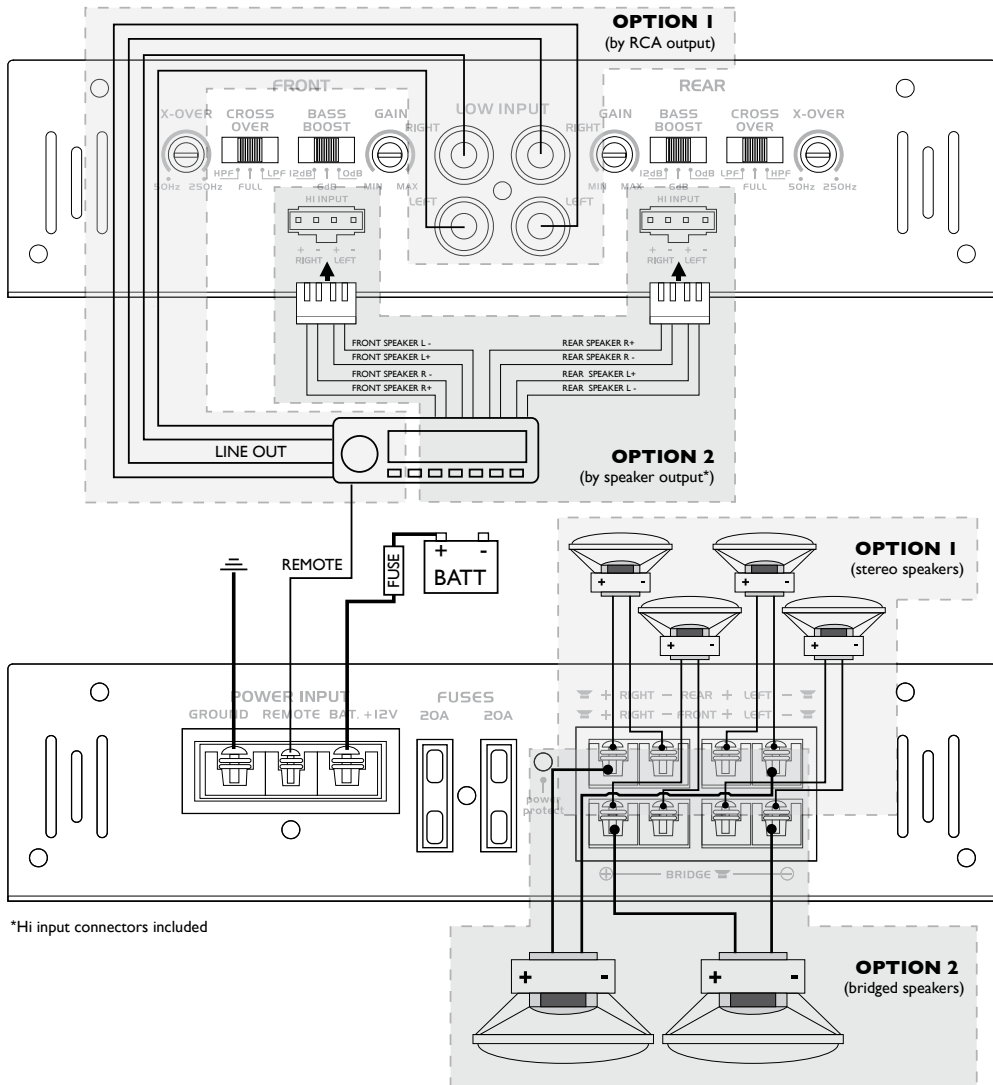 OPTION 1
(by RCA output)
FRONT
REAR
X-OVER
CROSS OVER
BASS BOOST
GAIN
LOW INPUT
GAIN
BASS BOOST
CROSS OVER
X-OVER
RIGHT
RIGHT
50Hz 250Hz
HPF LPF
FULL
12dB 0dB
6dB
MIN MAX
MIN MAX
12dB 0dB
6dB
LPF HPF
FULL
50Hz 250Hz
LEFT
LEFT
HI INPUT
HI INPUT
+ - + -
RIGHT LEFT
+ - + -
RIGHT LEFT
FRONT SPEAKER L -
FRONT SPEAKER L+
FRONT SPEAKER R -
FRONT SPEAKER R+
REAR SPEAKER R+
REAR SPEAKER R -
REAR SPEAKER L+
REAR SPEAKER L -
LINE OUT
OPTION 2
(by speaker output*)
REMOTE
FUSE
+ -
BATT
OPTION 1
(stereo speakers)
+ -
+ -
+ -
+ -
POWER INPUT
GROUND REMOTE BAT. +12V
FUSES
20A 20A
+ RIGHT - REAR + LEFT -
+ RIGHT - FRONT + LEFT -
power
protect
+ BRIDGE -
*Hi input connectors included
+ -
+ -
OPTION 2
(bridged speakers)